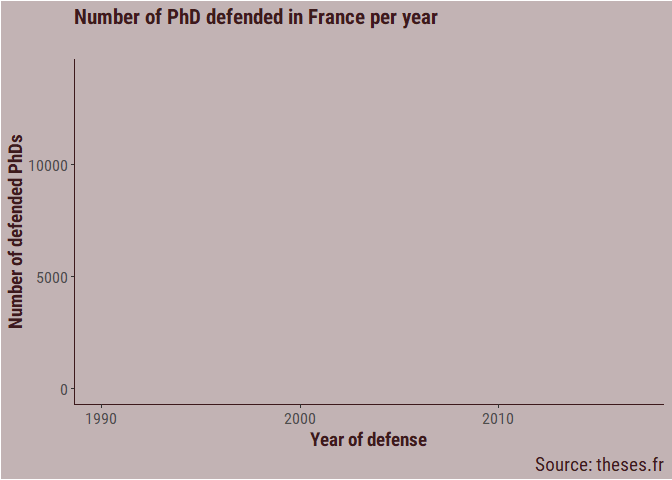 Number of PhD defended in France per year
Number of defended PhDs
10000
5000
0
1990
2000
2010
Year of defense
Source: theses.fr